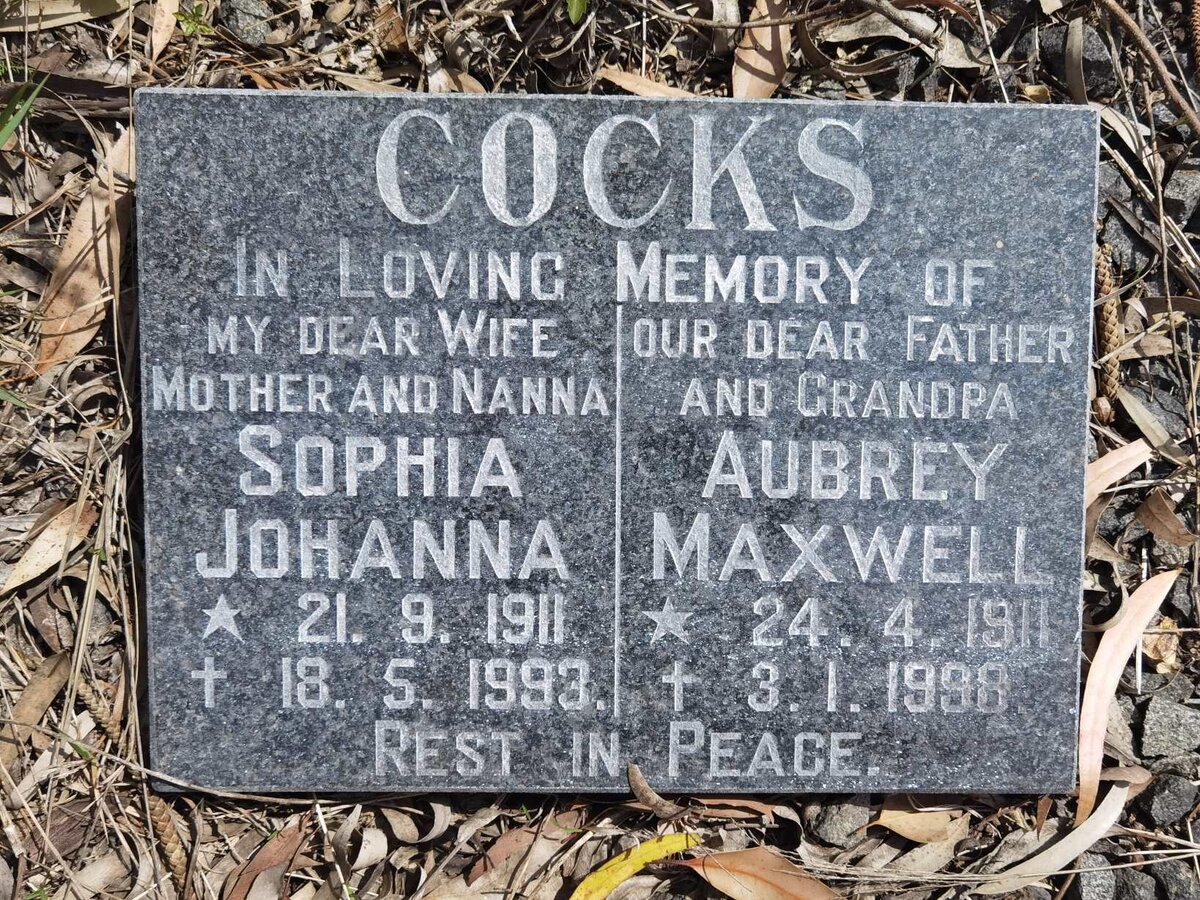 COCKS
IN LOVING MEMORY OF
MY DEAR WIFE
MOTHER AND NANNA
SOPHIA
JOHANNA
★ 21. 9. 1911
✝ 18. 5. 1993.
OUR DEAR FATHER
AND GRANDPA
AUBREY
MAXWELL
★ 24. 4. 1911
✝ 3. 1. 1998.
REST IN PEACE.